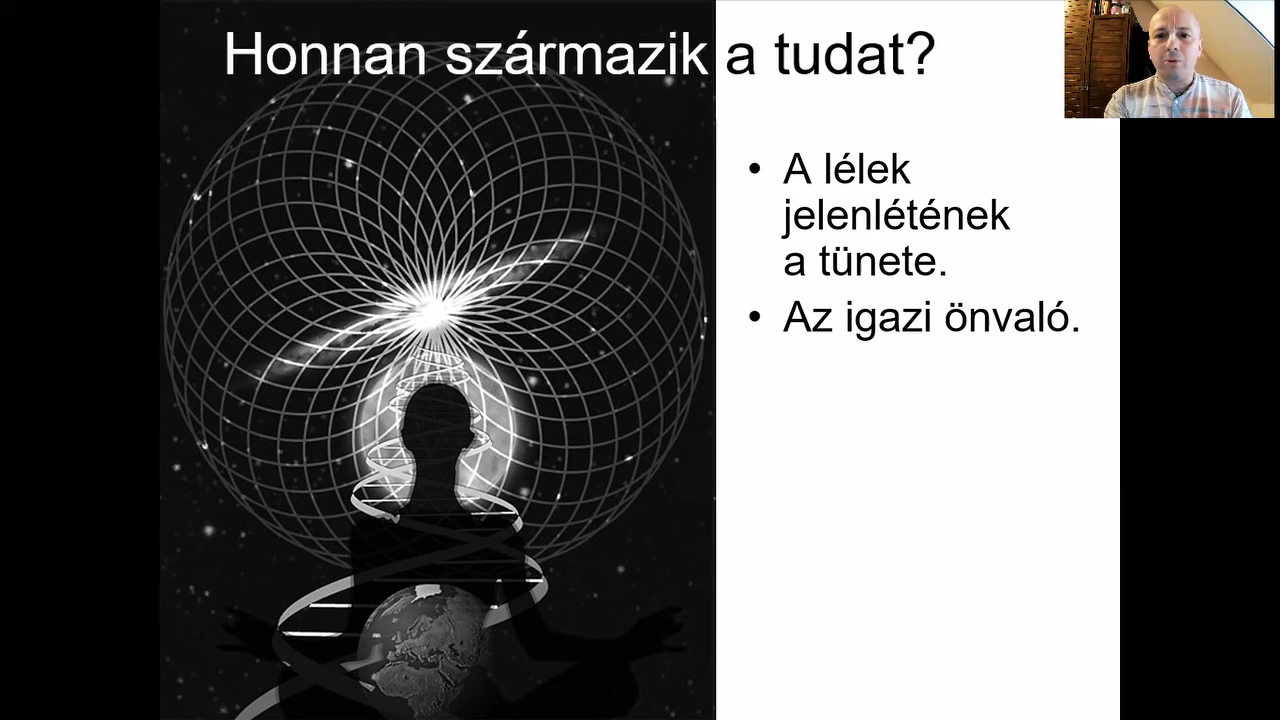 Honnan származik a tudat?
• A lélek
jelenlétének
a tünete.
• Az igazi önvaló.